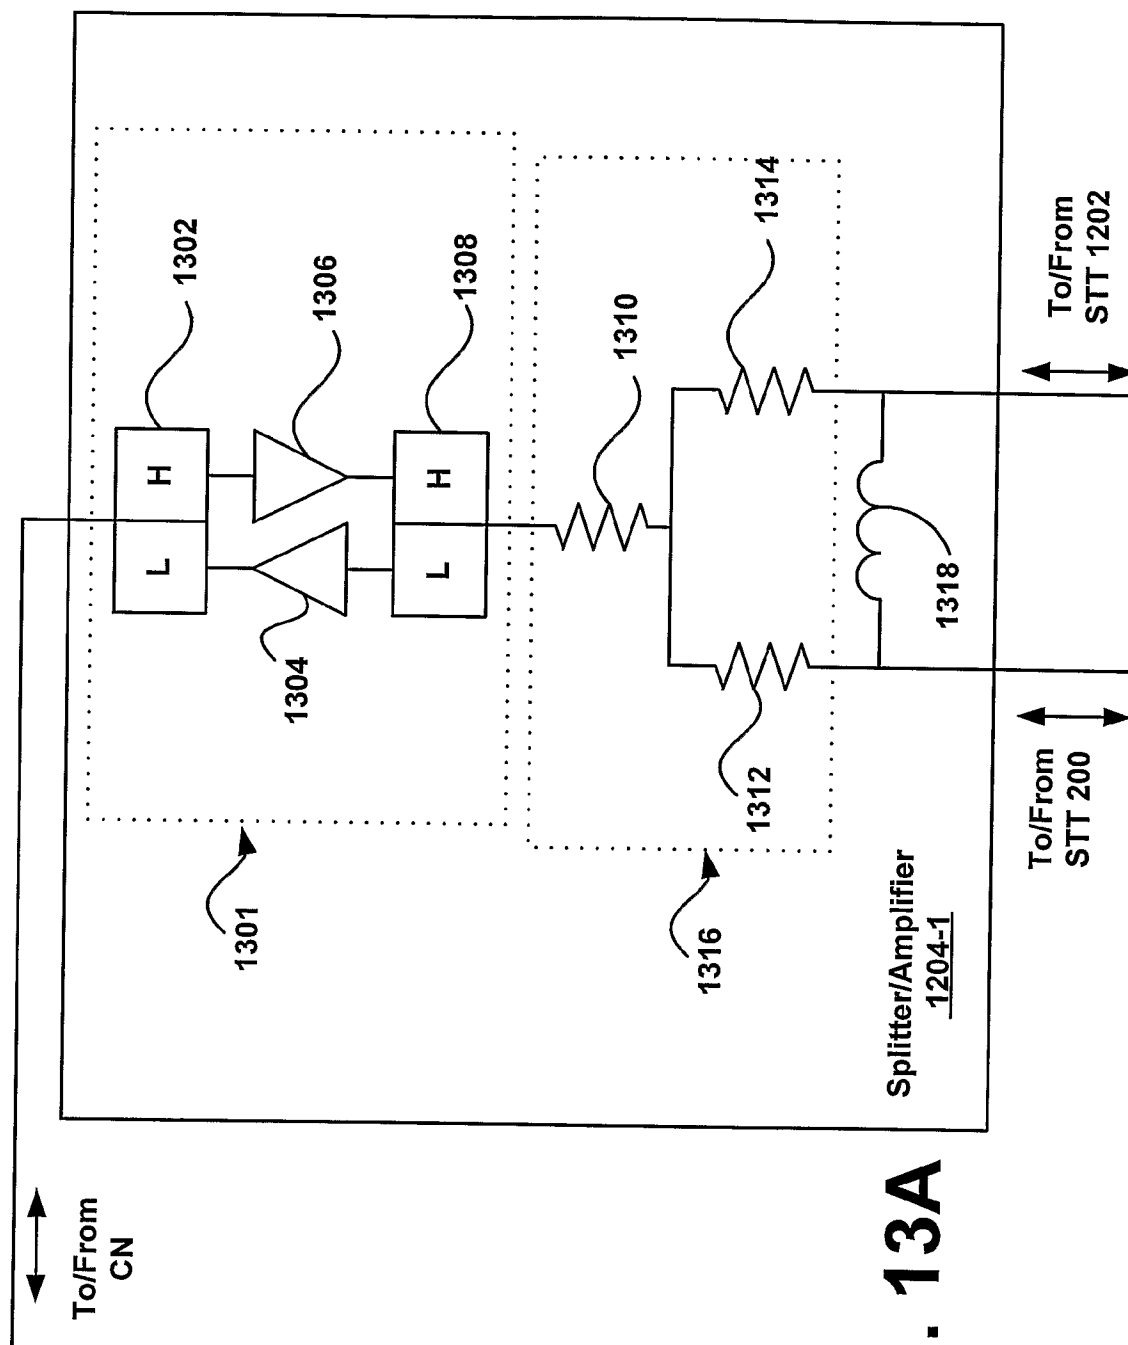 To/From
CN
1301
1302
H
L
1306
1304
1308
H
L
1310
1314
1312
1316
1318
Splitter/Amplifier
1204-1
To/From
STT 200
To/From
STT 1202
. 13A